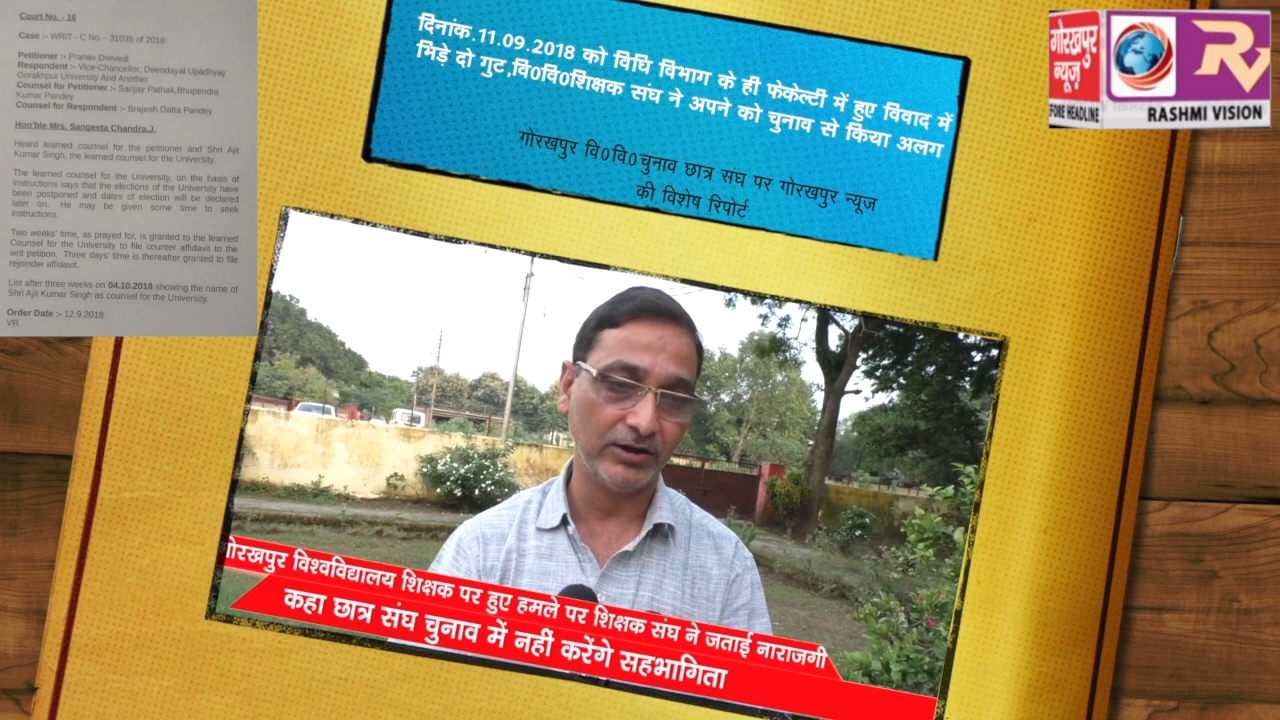 Court No. - 16
Case :- WRIT - C No. - 31035 of 2018
Petitioner :- Pranav Dwivedi
Respondent :- Vice-Chancellor, Deendayal Upadhyay
Gorakhpur University And Another
Counsel for Petitioner :- Sanjay Pathak,Bhupendra
Kumar Pandey
Counsel for Respondent :- Brajesh Datta Pandey
Hon'ble Mrs. Sangeeta Chandra,J.
Heard learned counsel for the petitioner and Shri Ajit
Kumar Singh, the learned counsel for the University.
The learned counsel for the University, on the basis of
instructions says that the elections of the University have
been postponed and dates of election will be declared
later on. He may be given some time to seek
instructions.
Two weeks' time, as prayed for, is granted to the learned
Counsel for the University to file counter affidavit to the
writ petition. Three days' time is thereafter granted to file
rejoinder affidavit.
List after three weeks on 04.10.2018 showing the name of
Shri Ajit Kumar Singh as counsel for the University.
Order Date :- 12.9.2018
VR
दिनांक.11.09.2018 को विधि विभाग के ही फेकेल्टी में हुए विवाद में
भिड़े दो गुट,वि0वि0शिक्षक संघ ने अपने को चुनाव से किया अलग
गोरखपुर वि0वि0चुनाव छात्र संघ पर गोरखपुर न्यूज
की विशेष रिपोर्ट
गोरखपुर
न्यूज़
FORE HEADLINE
RV
RASHMI VISION
गोरखपुर विश्वविद्यालय शिक्षक पर हुए हमले पर शिक्षक संघ ने जताई नाराजगी
कहा छात्र संघ चुनाव में नहीं करेंगे सहभागिता